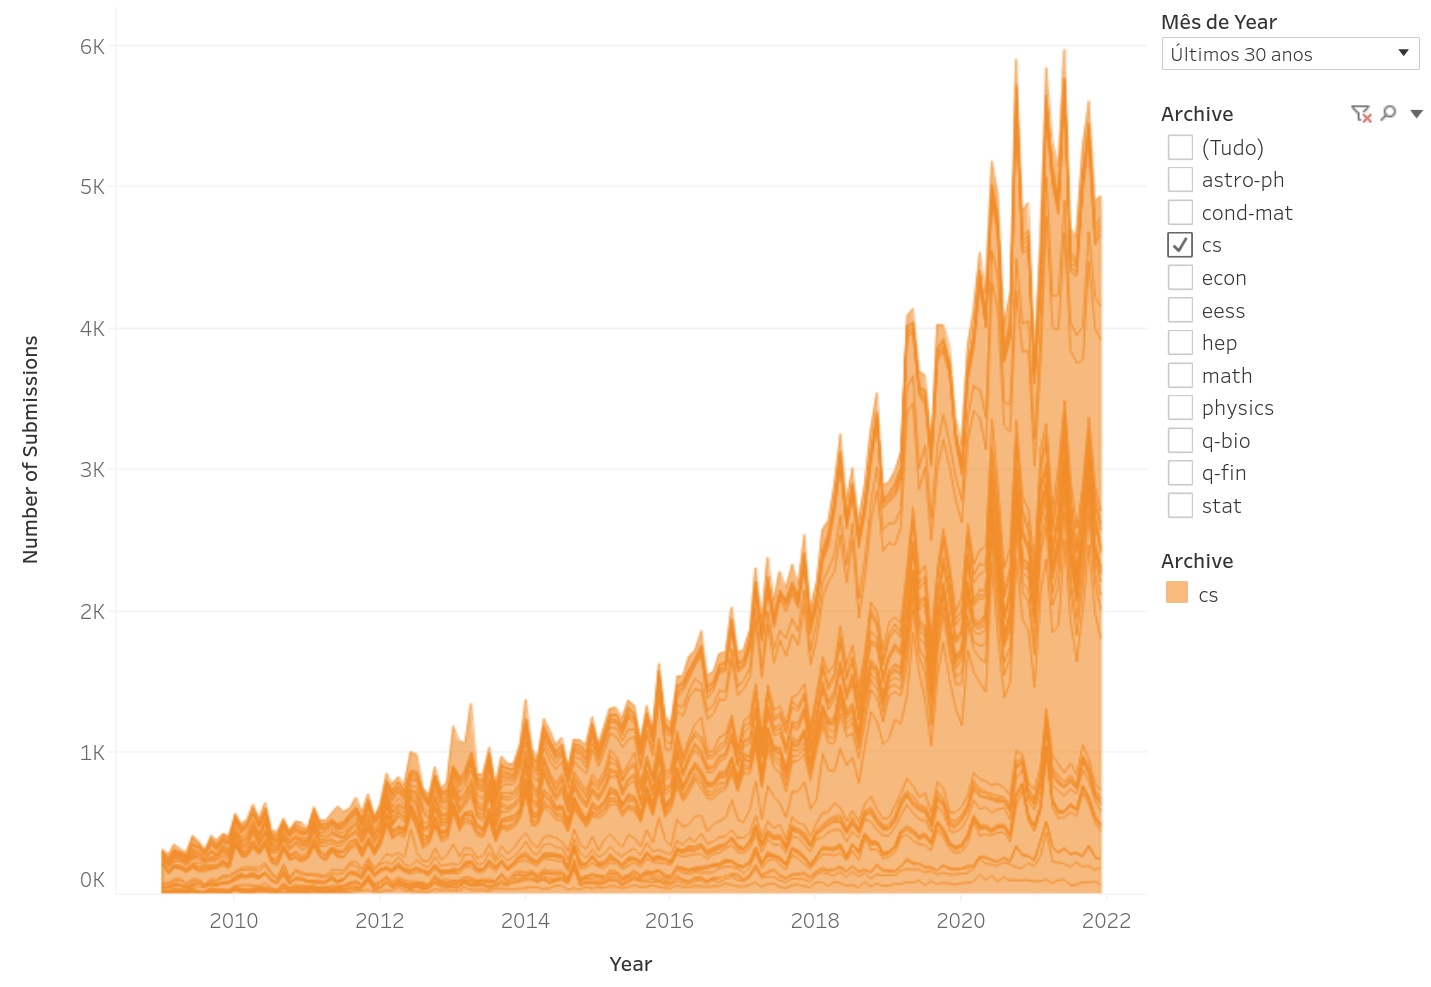 6K
5K
4K
3K
2K
1K
0K
Number of Submissions
2010 2012 2014 2016 2018 2020 2022
Year
Mês de Year
Últimos 30 anos
Archive
(Tudo)
astro-ph
cond-mat
cs
econ
eess
hep
math
physics
q-bio
q-fin
stat
Archive
cs